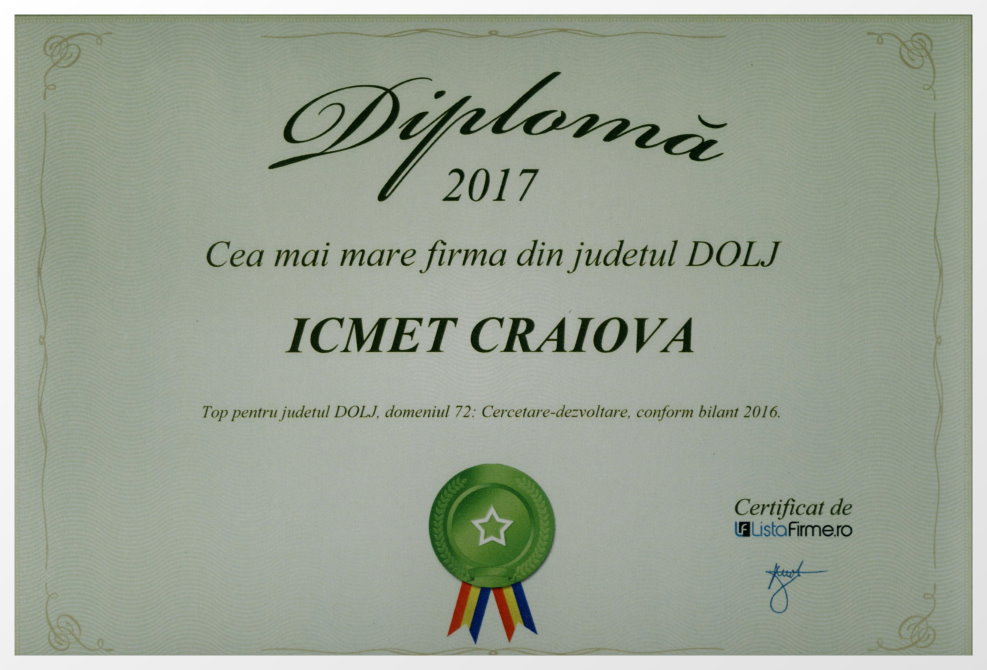 Diplomă
2017
Cea mai mare firma din judetul DOLJ
ICMET CRAIOVA
Top pentru judetul DOLJ, domeniul 72: Cercetare-dezvoltare, conform bilant 2016.
Certificat de
LF ListaFirme.ro